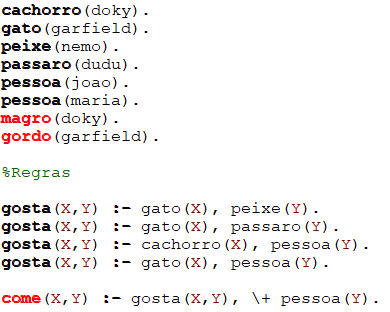 cachorro(doky).
gato(garfield).
peixe(nemo).
passaro(dudu).
pessoa(joao).
pessoa(maria).
magro(doky).
gordo(garfield).
%Regras
gosta(X,Y) :- gato(X), peixe(Y).
gosta(X,Y) :- gato(X), passaro(Y).
gosta(X,Y) :- cachorro(X), pessoa(Y).
gosta(X,Y) :- gato(X), pessoa(Y).
come(X,Y) :- gosta(X,Y), \+ pessoa(Y).